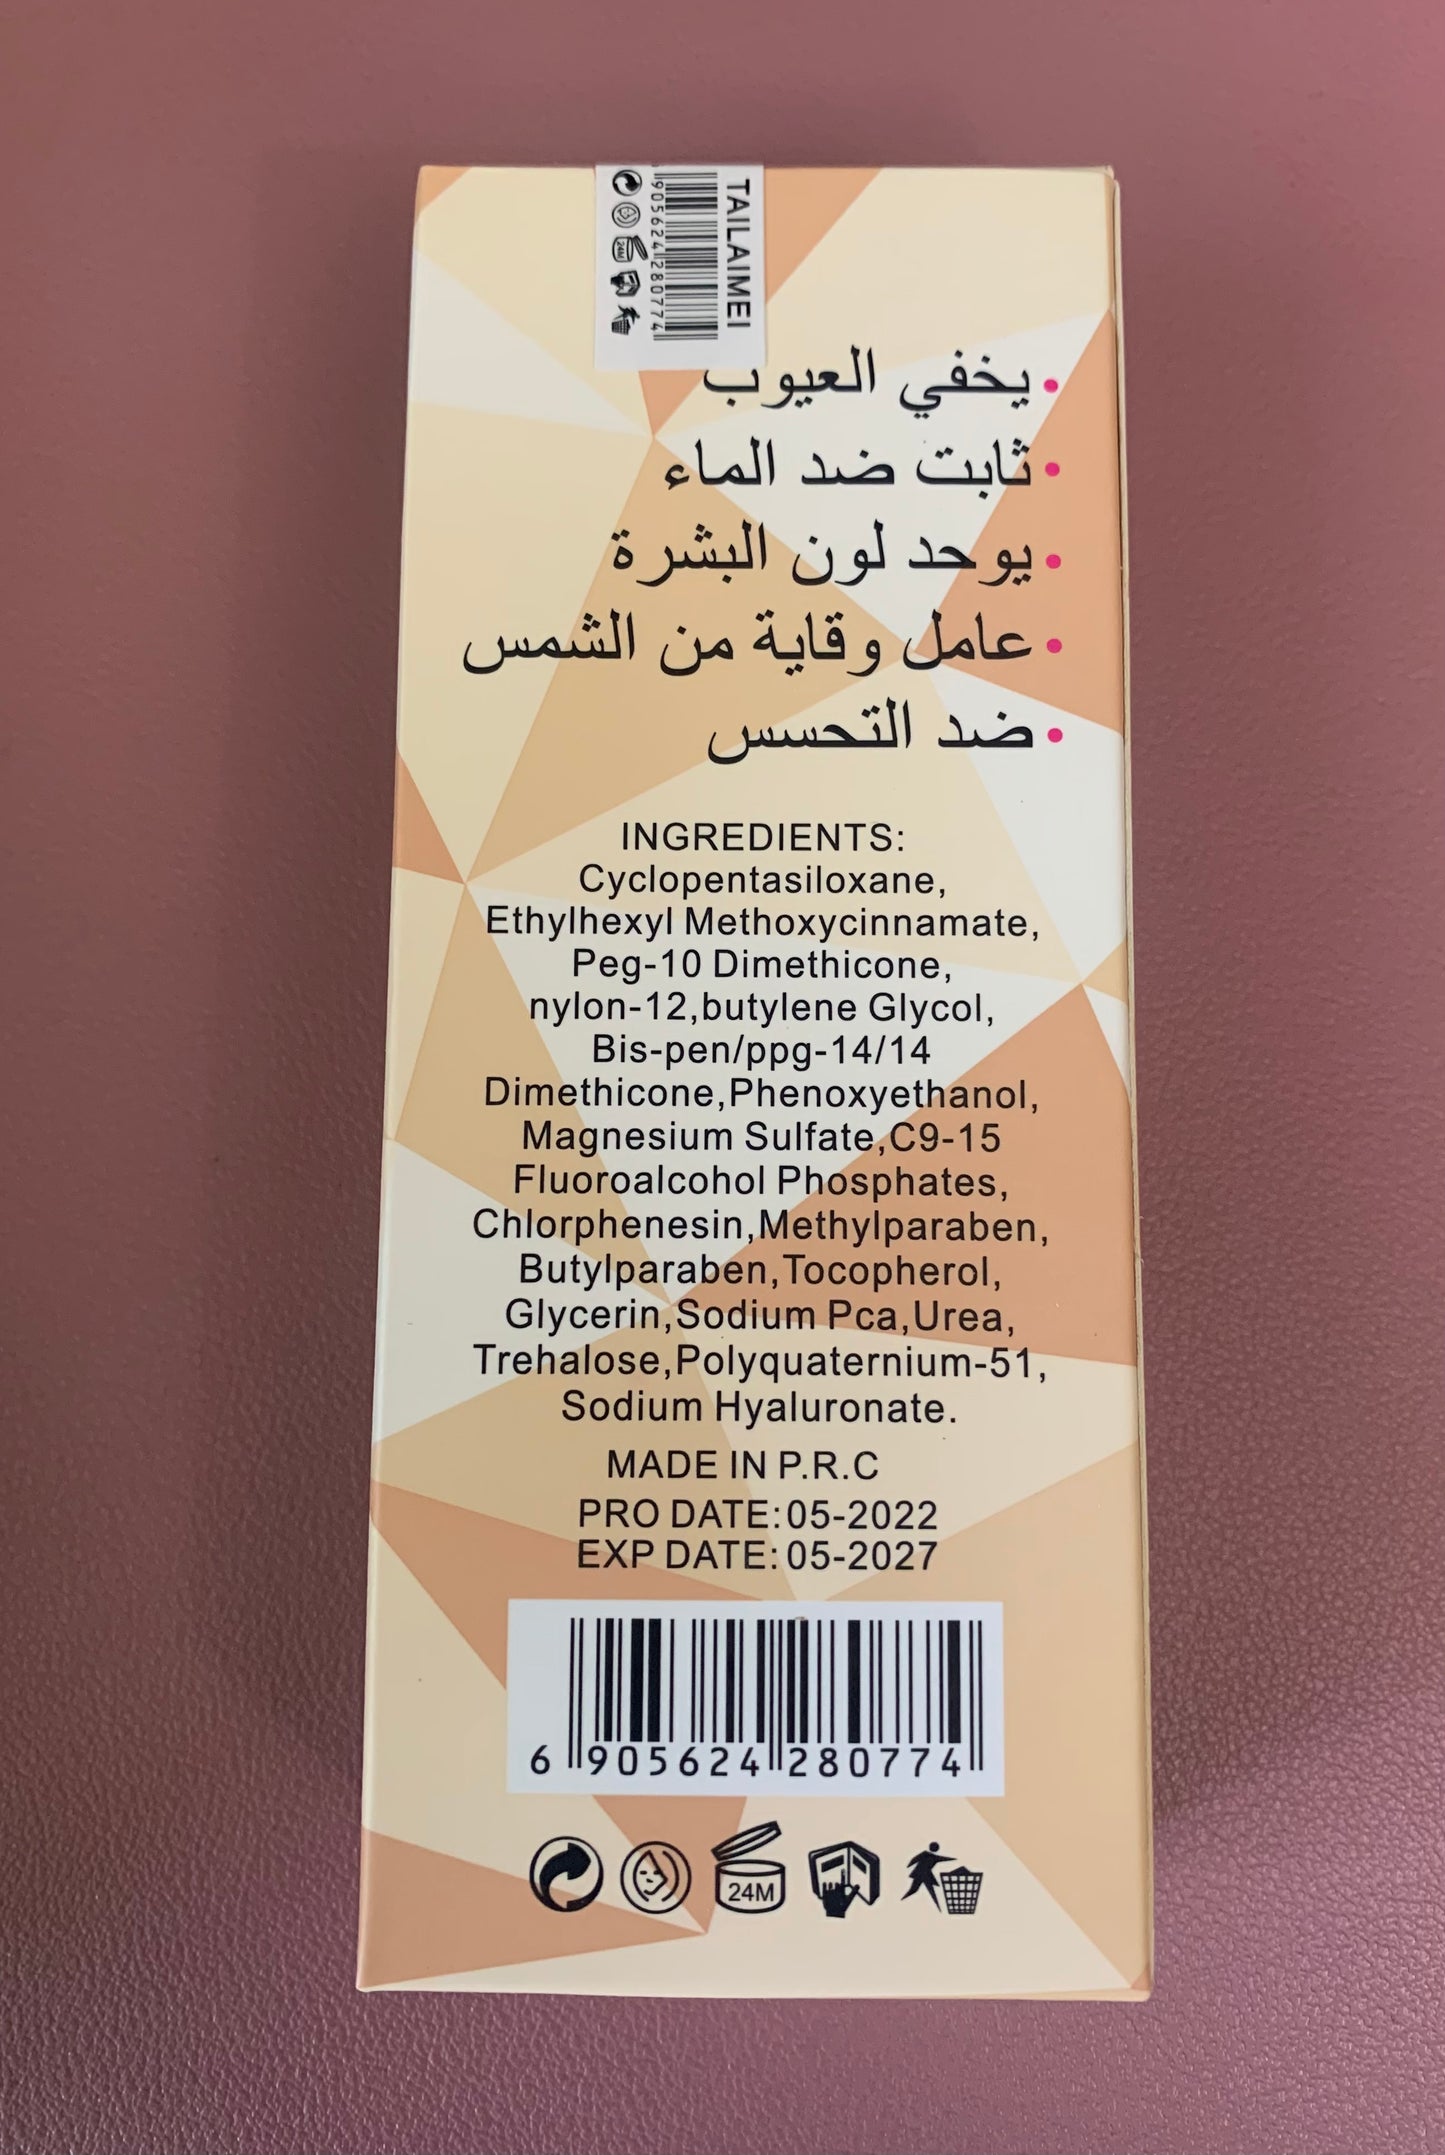 TAILAIMEI
905624 280774
24M
يخفي العيوب
ثابت ضد الماء
يوحد لون البشرة
عامل وقاية من الشمس
ضد التحسس
INGREDIENTS:
Cyclopentasiloxane,
Ethylhexyl Methoxycinnamate,
Peg-10 Dimethicone,
nylon-12,butylene Glycol,
Bis-pen/ppg-14/14
Dimethicone,Phenoxyethanol,
Magnesium Sulfate,C9-15
Fluoroalcohol Phosphates,
Chlorphenesin,Methylparaben,
Butylparaben,Tocopherol,
Glycerin,Sodium Pca,Urea,
Trehalose,Polyquaternium-51,
Sodium Hyaluronate.
MADE IN P.R.C
PRO DATE:05-2022
EXP DATE:05-2027
6 905624 280774
24M